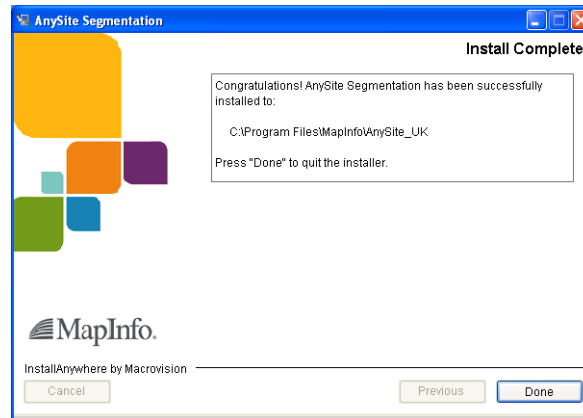 AnySite Segmentation
Install Complete
Congratulations! AnySite Segmentation has been successfully
installed to:
C:\Program Files\MapInfo\AnySite_UK
Press "Done" to quit the installer.
MapInfo.
InstallAnywhere by Macrovision
Cancel
Previous
Done